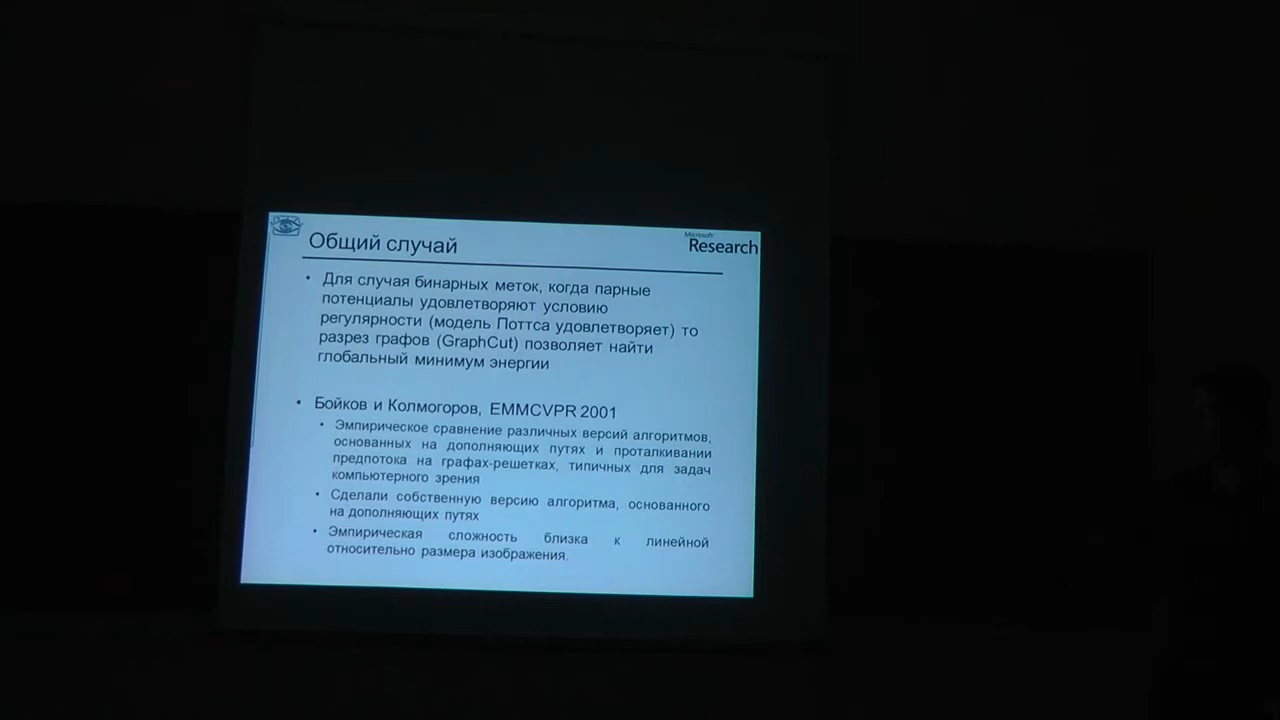 Общий случай
Microsoft
Research
• Для случая бинарных меток, когда парные
потенциалы удовлетворяют условию
регулярности (модель Поттса удовлетворяет) то
разрез графов (GraphCut) позволяет найти
глобальный минимум энергии
• Бойков и Колмогоров, EMMCVPR 2001
• Эмпирическое сравнение различных версий алгоритмов,
основанных на дополняющих путях и проталкивании
предпотока на графах-решетках, типичных для задач
компьютерного зрения
• Сделали собственную версию алгоритма, основанного
на дополняющих путях
• Эмпирическая сложность близка к линейной
относительно размера изображения.